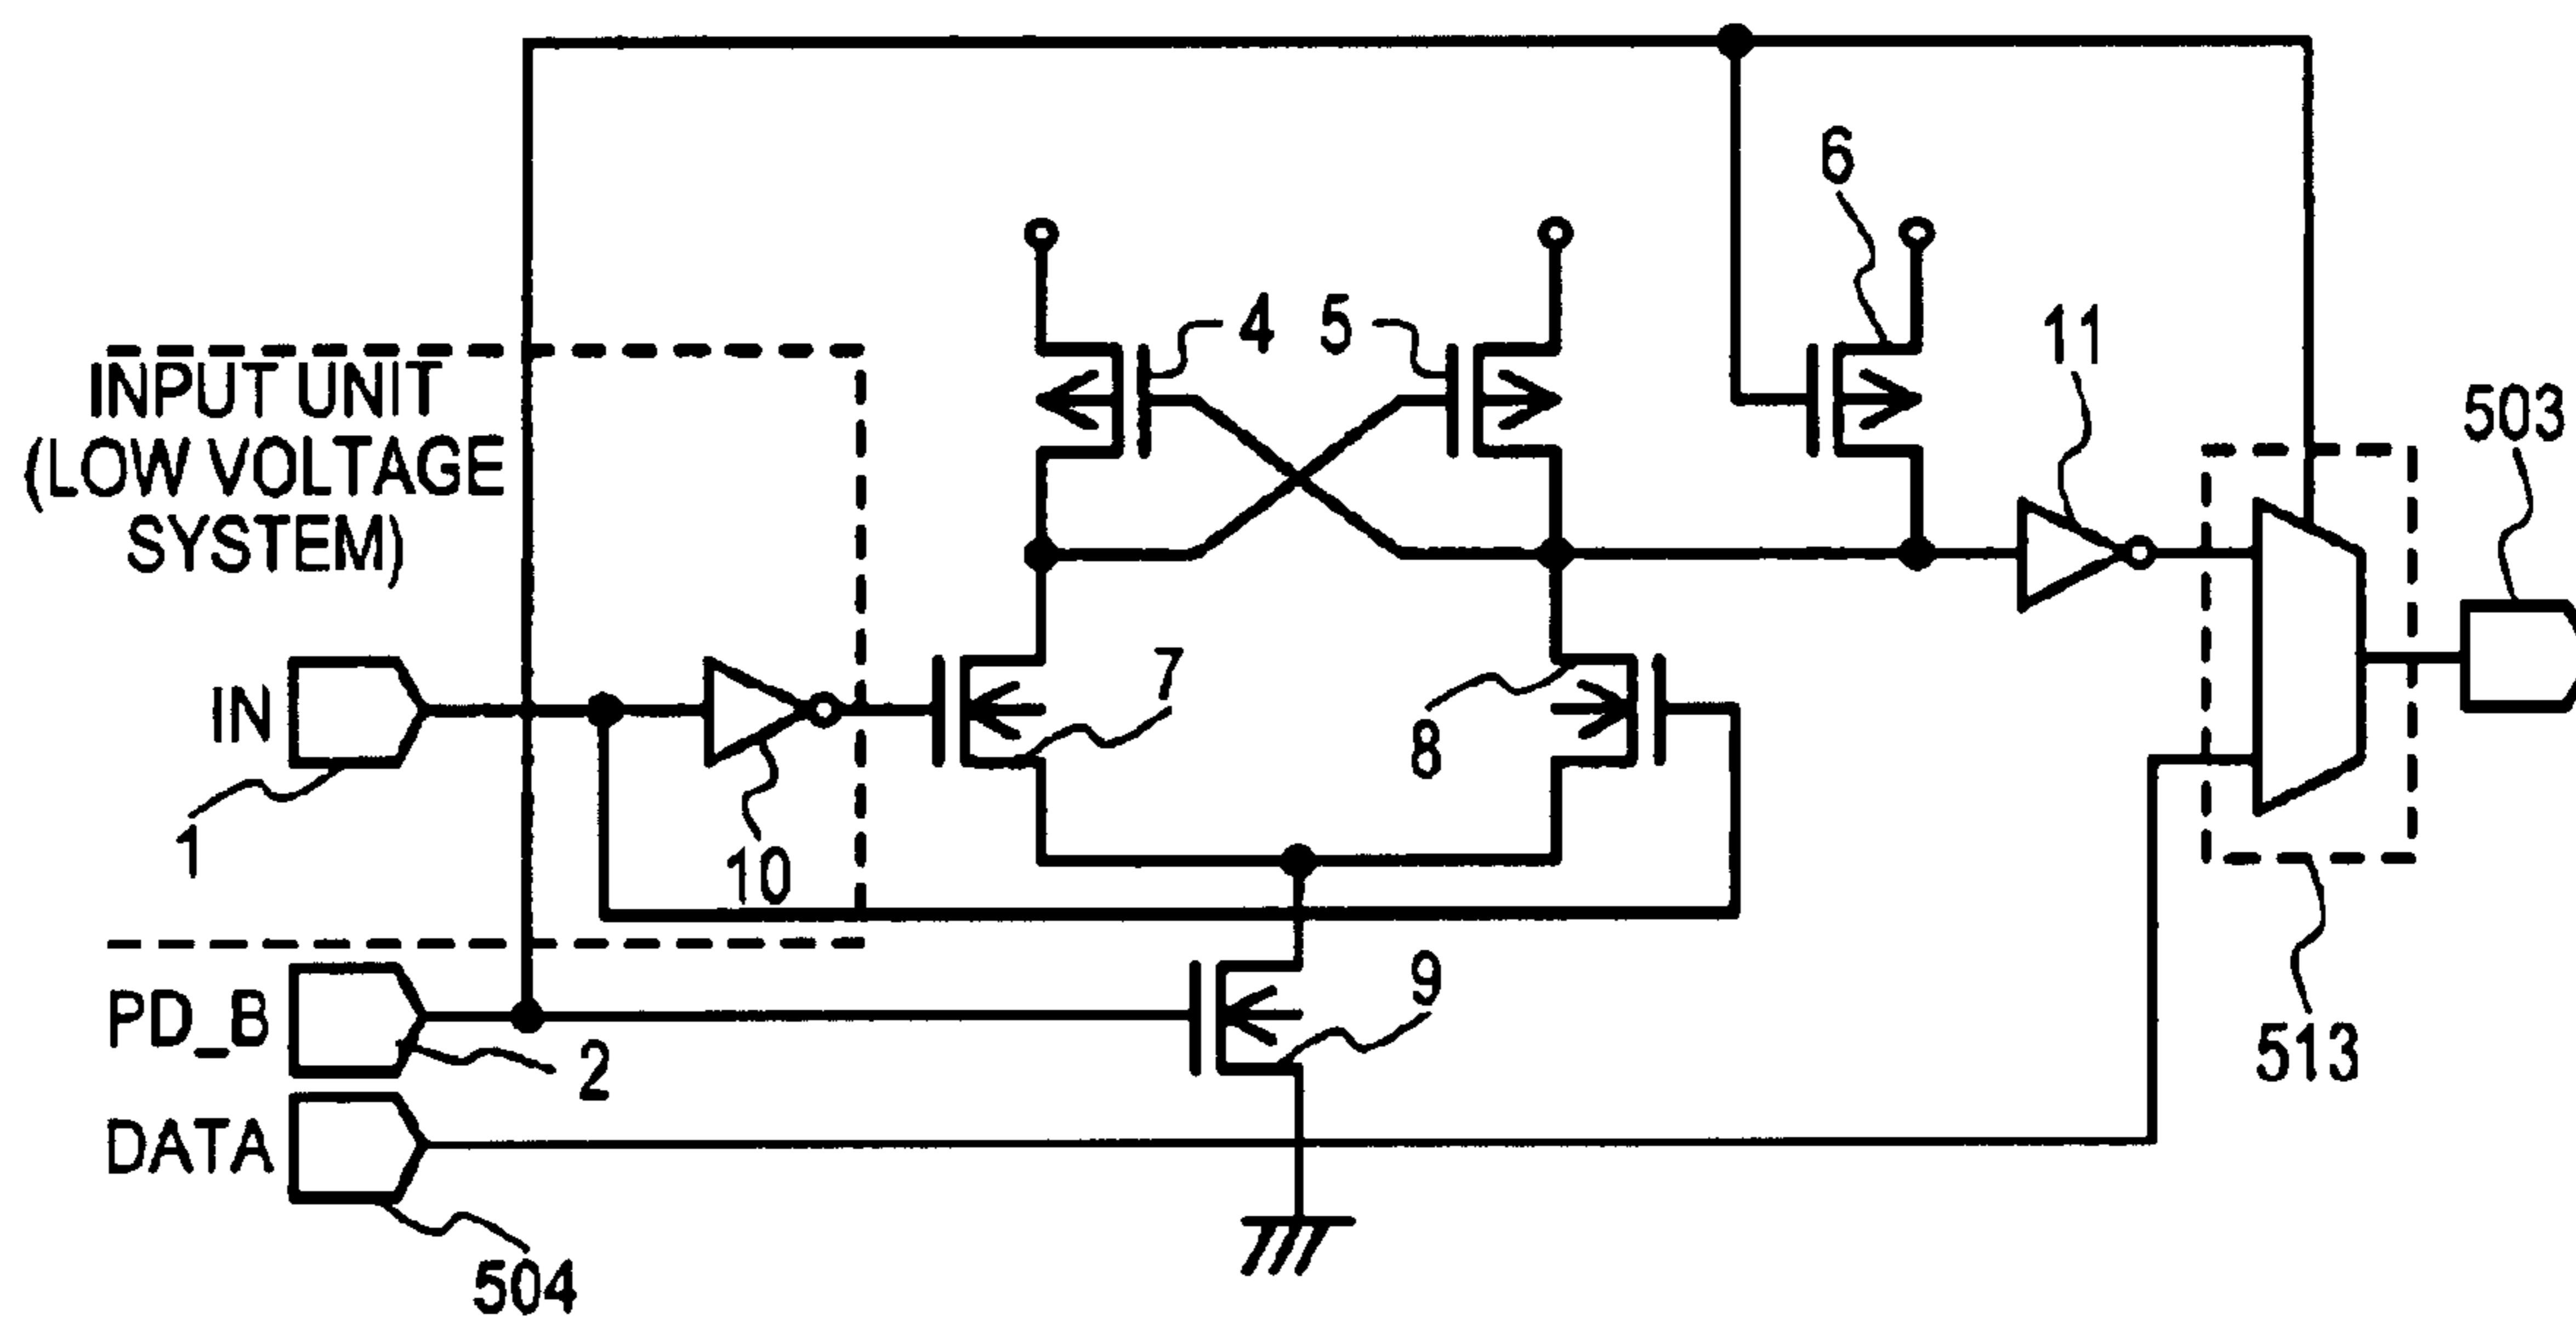 6
4
5
11
503
INPUT UNIT
(LOW VOLTAGE
SYSTEM)
IN
7
8
1
10
PD_B
2
9
513
DATA
504